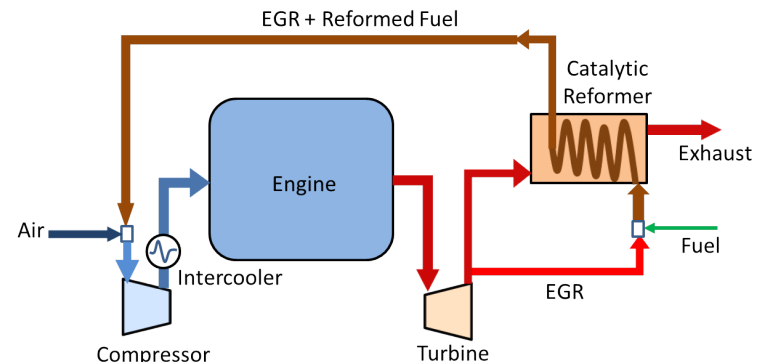 EGR + Reformed Fuel
Catalytic
Reformer
Exhaust
Engine
Air
Intercooler
Fuel
EGR
Compressor
Turbine